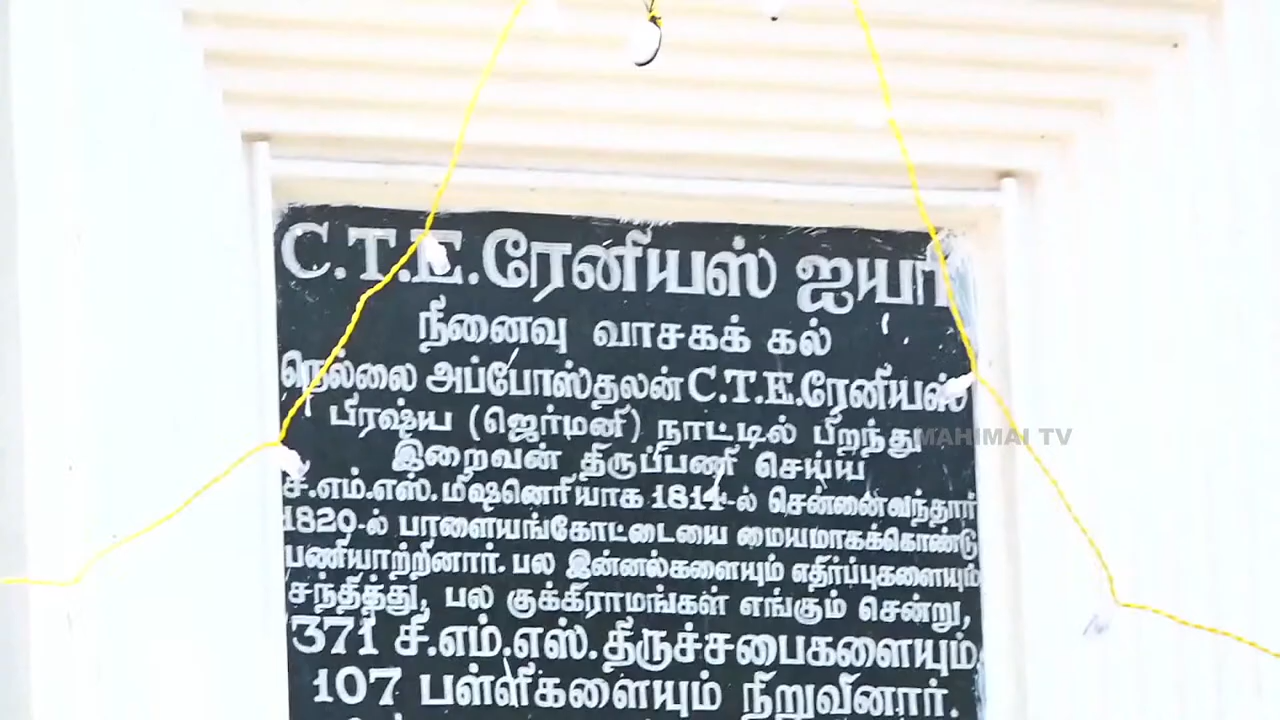 C.T.E.ரேனியஸ் ஐயர்
நினைவு வாசகக் கல்
நெல்லை அப்போஸ்தலன் C.T.E.ரேனியஸ்
பிரஷ்ய (ஜெர்மனி) நாட்டில் பிறந்து
MAHIMAI TV
இறைவன் திருப்பணி செய்ய
சி.எம்.எஸ். மிஷனெரியாக 1814-ல் சென்னைவந்தார்
1820-ல் பாளையங்கோட்டையை மையமாகக்கொண்டு
பணியாற்றினார். பல இன்னல்களையும் எதிர்ப்புகளையும்
சந்தித்து, பல குக்கிராமங்கள் எங்கும் சென்று,
371 சி.எம்.எஸ். திருச்சபைகளையும்,
107 பள்ளிகளையும் நிறுவினார்.